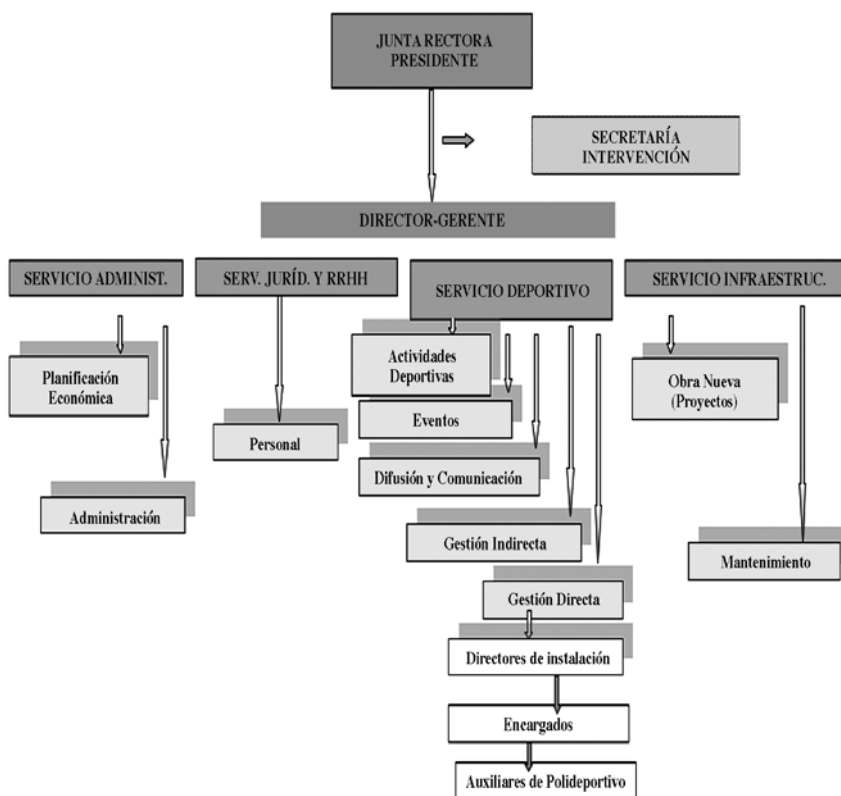 JUNTA RECTORA
PRESIDENTE
SECRETARÍA
INTERVENCIÓN
DIRECTOR-GERENTE
SERVICIO ADMINIST.
SERV. JURÍD. Y RRHH
SERVICIO DEPORTIVO
SERVICIO INFRAESTRUC.
Planificación
Económica
Administración
Personal
Actividades
Deportivas
Eventos
Difusión y Comunicación
Gestión Indirecta
Gestión Directa
Directores de instalación
Encargados
Auxiliares de Polideportivo
Obra Nueva
(Proyectos)
Mantenimiento